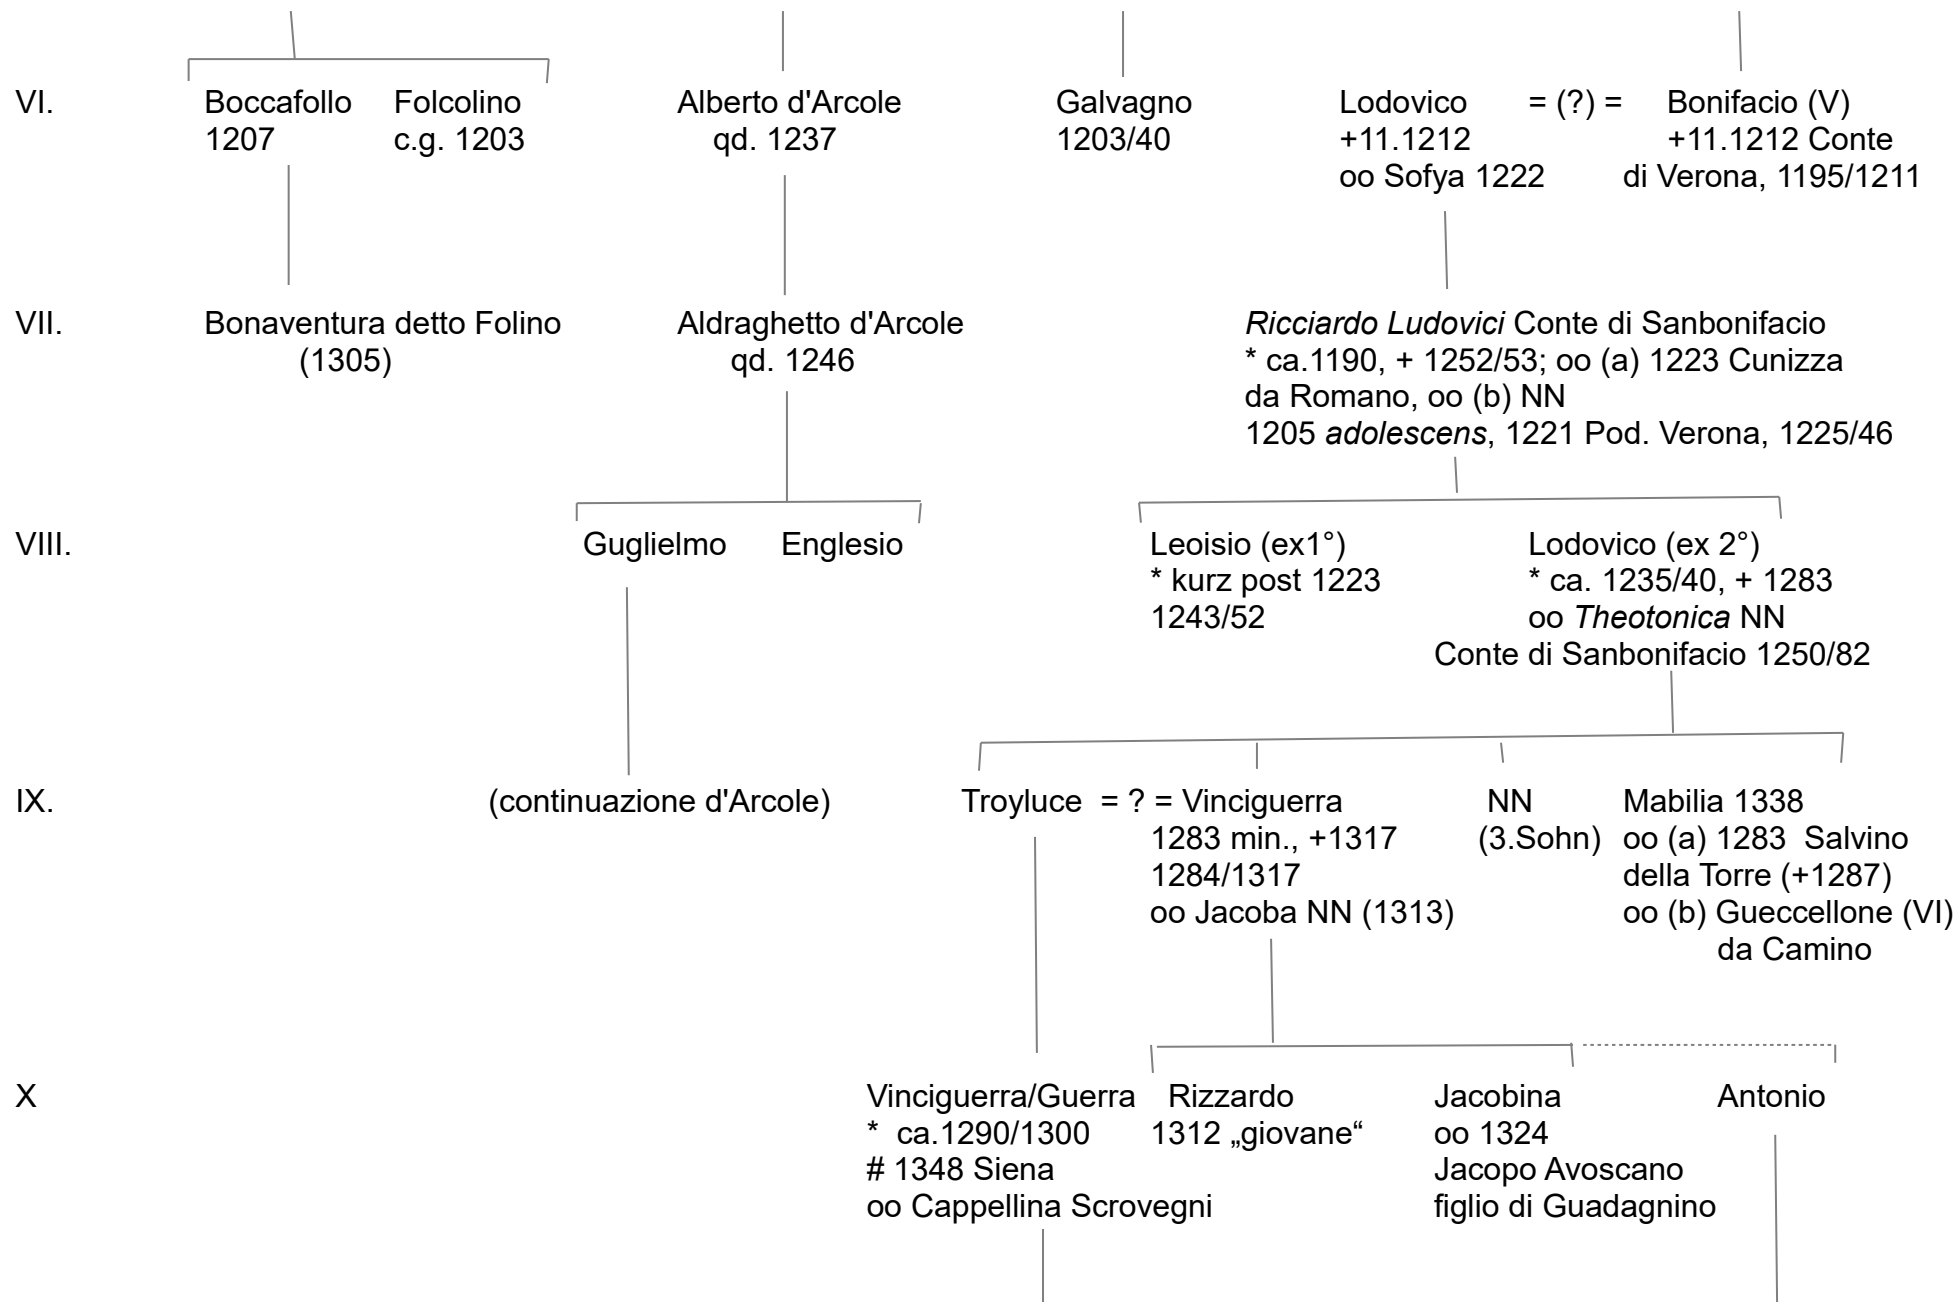 VI. Boccafollo Folcolino Alberto d'Arcole Galvagno Lodovico = (?) = Bonifacio (V)
1207 c.g. 1203 qd. 1237 1203/40 +11.1212 +11.1212 Conte
oo Sofya 1222 di Verona, 1195/1211
VII. Bonaventura detto Folino Aldraghetto d'Arcole Ricciardo Ludovici Conte di Sanbonifacio
(1305) qd. 1246 * ca.1190, + 1252/53; oo (a) 1223 Cunizza
da Romano, oo (b) NN
1205 adolescens, 1221 Pod. Verona, 1225/46
VIII. Guglielmo Englesio Leoisio (ex1°) Lodovico (ex 2°)
* kurz post 1223 * ca. 1235/40, + 1283
1243/52 oo Theotonica NN
Conte di Sanbonifacio 1250/82
IX. (continuazione d'Arcole) Troyluce = ? = Vinciguerra NN Mabilia 1338
1283 min., +1317 (3.Sohn) oo (a) 1283 Salvino
1284/1317 della Torre (+1287)
oo Jacoba NN (1313) oo (b) Gueccellone (VI)
da Camino
X Vinciguerra/Guerra Rizzardo Jacobina Antonio
* ca.1290/1300 1312 „giovane“ oo 1324
# 1348 Siena Jacopo Avoscano
oo Cappellina Scrovegni figlio di Guadagnino